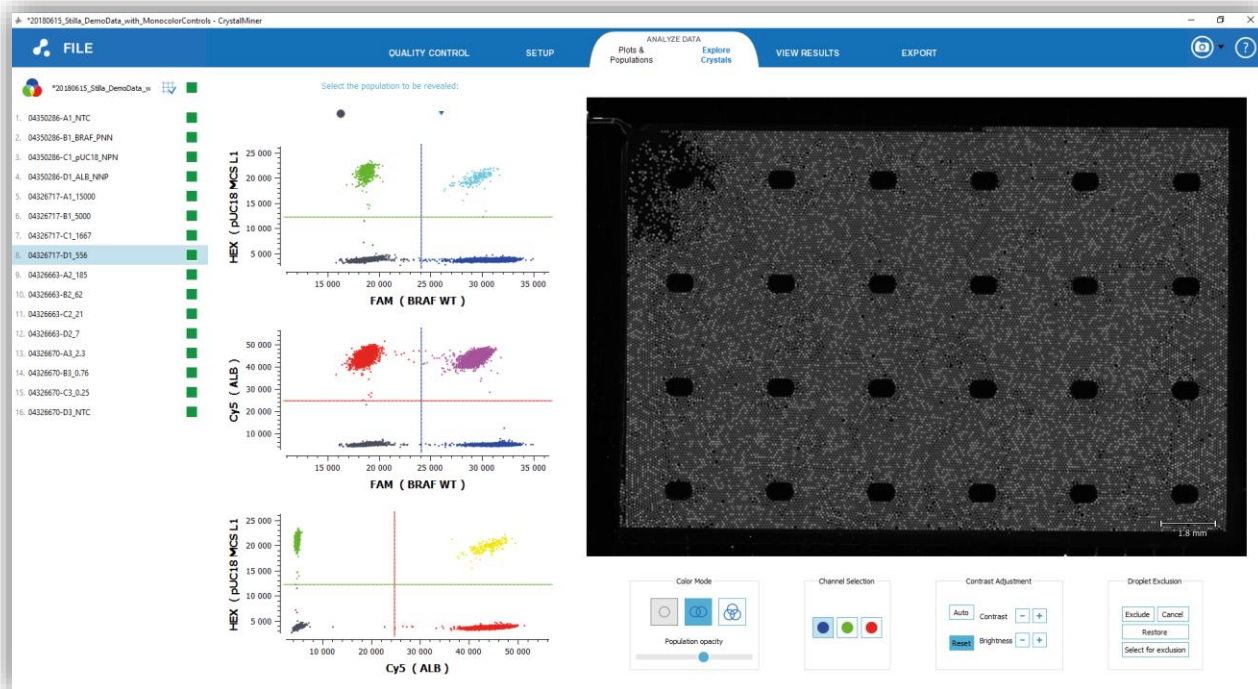 *20180615_Stilla_DemoData_with_MonocolorControls - CrystalMiner
FILE
QUALITY CONTROL
SETUP
ANALYZE DATA
Plots & Populations
Explore Crystals
VIEW RESULTS
EXPORT
?
*20180615_Stilla_DemoData_w
1. 04350286-A1_NTC
2. 04350286-B1_BRAF_PNN
3. 04350286-C1_pUC18_NPN
4. 04350286-D1_ALB_NNP
5. 04326717-A1_15000
6. 04326717-B1_5000
7. 04326717-C1_1667
8. 04326717-D1_556
9. 04326663-A2_185
10. 04326663-B2_62
11. 04326663-C2_21
12. 04326663-D2_7
13. 04326670-A3_2.3
14. 04326670-B3_0.76
15. 04326670-C3_0.25
16. 04326670-D3_NTC
Select the population to be revealed:
HEX ( pUC18 MCS L1 )
25 000
20 000
15 000
10 000
5 000
15 000 20 000 25 000 30 000 35 000
FAM ( BRAF WT )
Cy5 ( ALB )
50 000
40 000
30 000
20 000
10 000
15 000 20 000 25 000 30 000 35 000
FAM ( BRAF WT )
HEX ( pUC18 MCS L1 )
25 000
20 000
15 000
10 000
5 000
10 000 20 000 30 000 40 000 50 000
Cy5 ( ALB )
1.8 mm
Color Mode
Population opacity
Channel Selection
Contrast Adjustment
Auto
Contrast - +
Reset
Brightness - +
Droplet Exclusion
Exclude Cancel
Restore
Select for exclusion